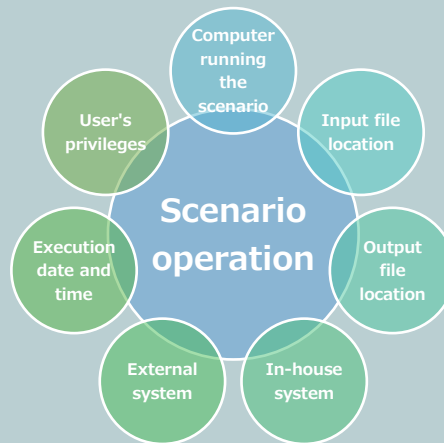 Computer
running
the
scenario
Input file
location
Output
file
location
In-house
system
External
system
Execution
date and
time
User's
privileges
Scenario
operation